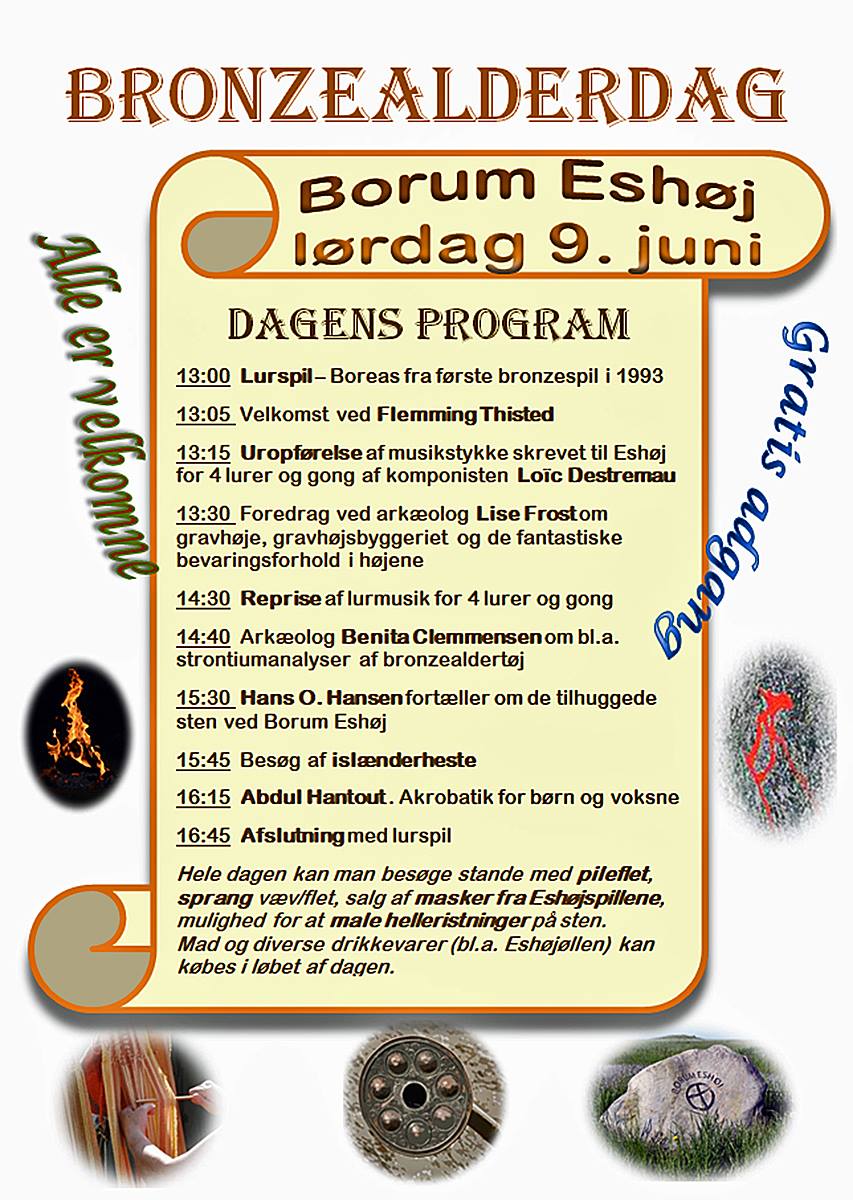 BRONZEALDERDAG
Borum Eshøj
lørdag 9. juni
Alle er velkomne
Gratis adgang
DAGENS PROGRAM
13:00 Lurspil – Boreas fra første bronzespil i 1993
13:05 Velkomst ved Flemming Thisted
13:15 Uropførelse af musikstykke skrevet til Eshøj
for 4 lurer og gong af komponisten Loïc Destremau
13:30 Foredrag ved arkæolog Lise Frost om
gravhøje, gravhøjsbyggeriet og de fantastiske
bevaringsforhold i højene
14:30 Reprise af lurmusik for 4 lurer og gong
14:40 Arkæolog Benita Clemmensen om bl.a.
strontiumanalyser af bronzealdertøj
15:30 Hans O. Hansen fortæller om de tilhuggede
sten ved Borum Eshøj
15:45 Besøg af islænderheste
16:15 Abdul Hantout. Akrobatik for børn og voksne
16:45 Afslutning med lurspil
Hele dagen kan man besøge stande med pileflet,
sprang væv/flet, salg af masker fra Eshøjspillene,
mulighed for at male helleristninger på sten.
Mad og diverse drikkevarer (bl.a. Eshøjøllen) kan
købes i løbet af dagen.
BORUM ESHØJ